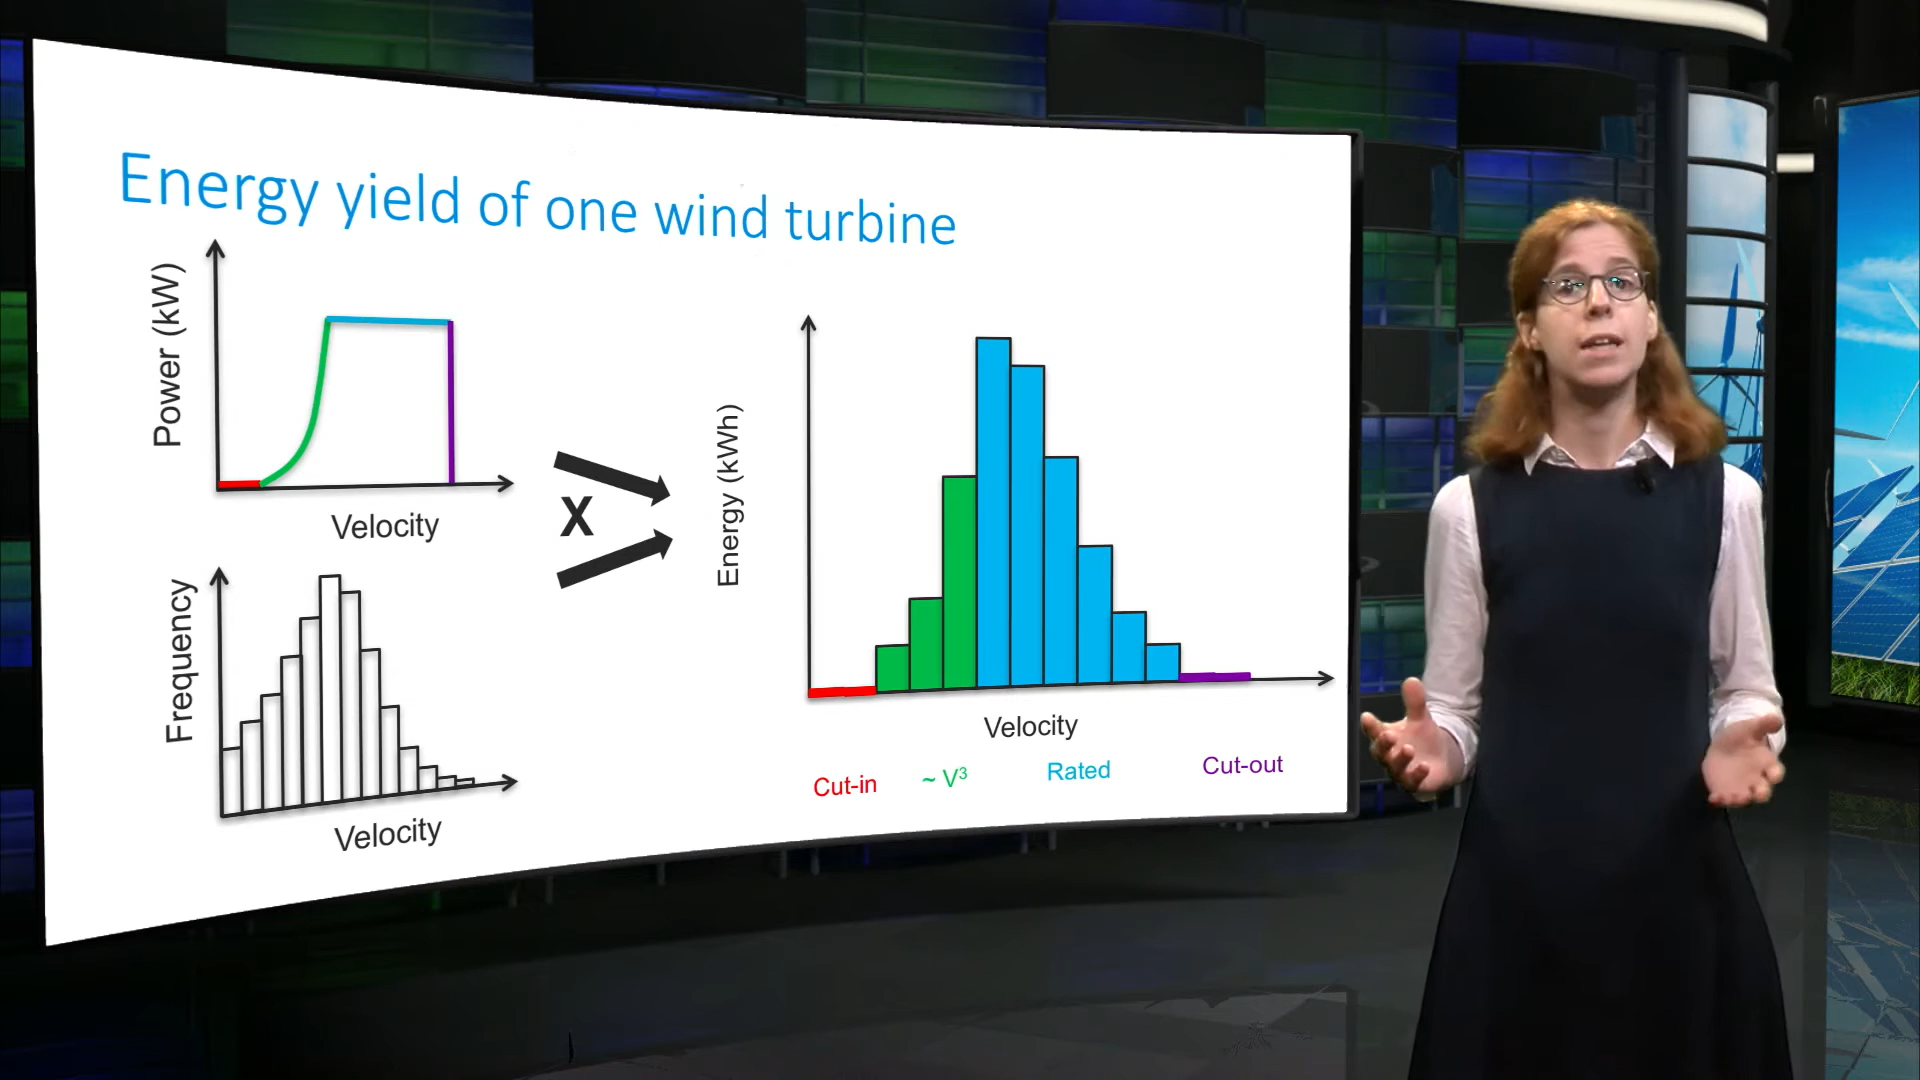 Energy yield of one wind turbine
Power (kW)
Velocity
Frequency
Velocity
X
Energy (kWh)
Velocity
Cut-in
~ V³
Rated
Cut-out